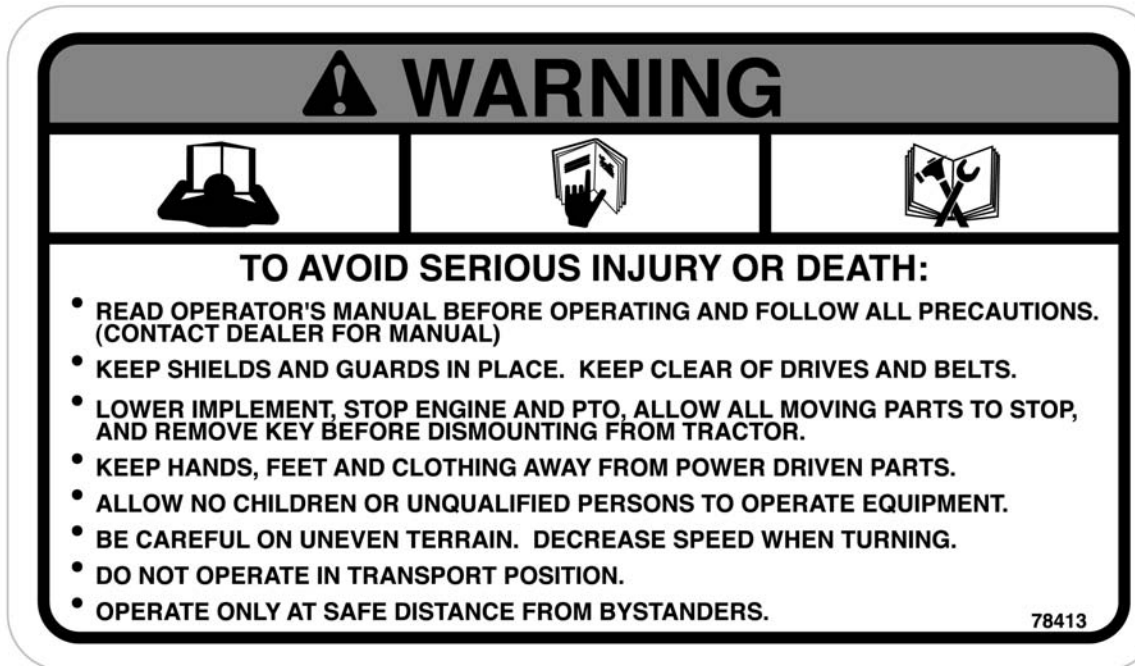 WARNING
TO AVOID SERIOUS INJURY OR DEATH:
• READ OPERATOR'S MANUAL BEFORE OPERATING AND FOLLOW ALL PRECAUTIONS.
(CONTACT DEALER FOR MANUAL)
• KEEP SHIELDS AND GUARDS IN PLACE. KEEP CLEAR OF DRIVES AND BELTS.
• LOWER IMPLEMENT, STOP ENGINE AND PTO, ALLOW ALL MOVING PARTS TO STOP,
AND REMOVE KEY BEFORE DISMOUNTING FROM TRACTOR.
• KEEP HANDS, FEET AND CLOTHING AWAY FROM POWER DRIVEN PARTS.
• ALLOW NO CHILDREN OR UNQUALIFIED PERSONS TO OPERATE EQUIPMENT.
• BE CAREFUL ON UNEVEN TERRAIN. DECREASE SPEED WHEN TURNING.
• DO NOT OPERATE IN TRANSPORT POSITION.
• OPERATE ONLY AT SAFE DISTANCE FROM BYSTANDERS.
78413